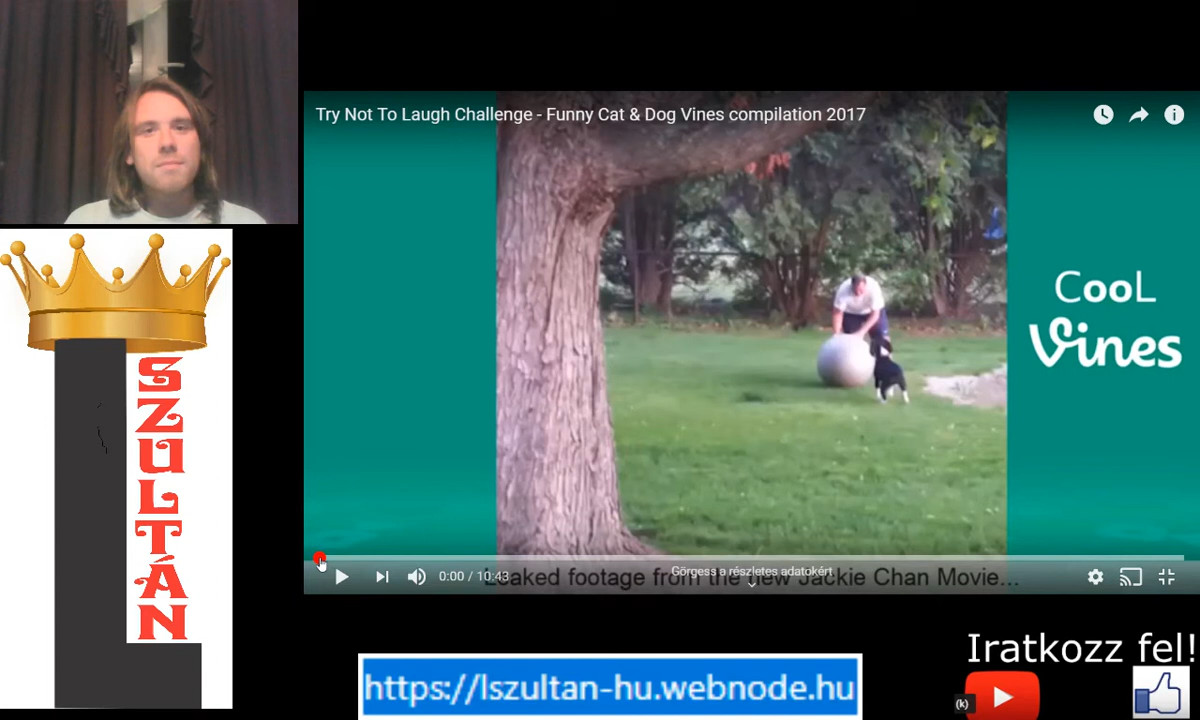 Try Not To Laugh Challenge - Funny Cat & Dog Vines compilation 2017
CooL
Vines
SZULTÁN
0:00 / 10:43
Görgess a részletes adatokért
Leaked footage from the new Jackie Chan Movie...
Iratkozz fel!
https://lszultan-hu.webnode.hu
(k)